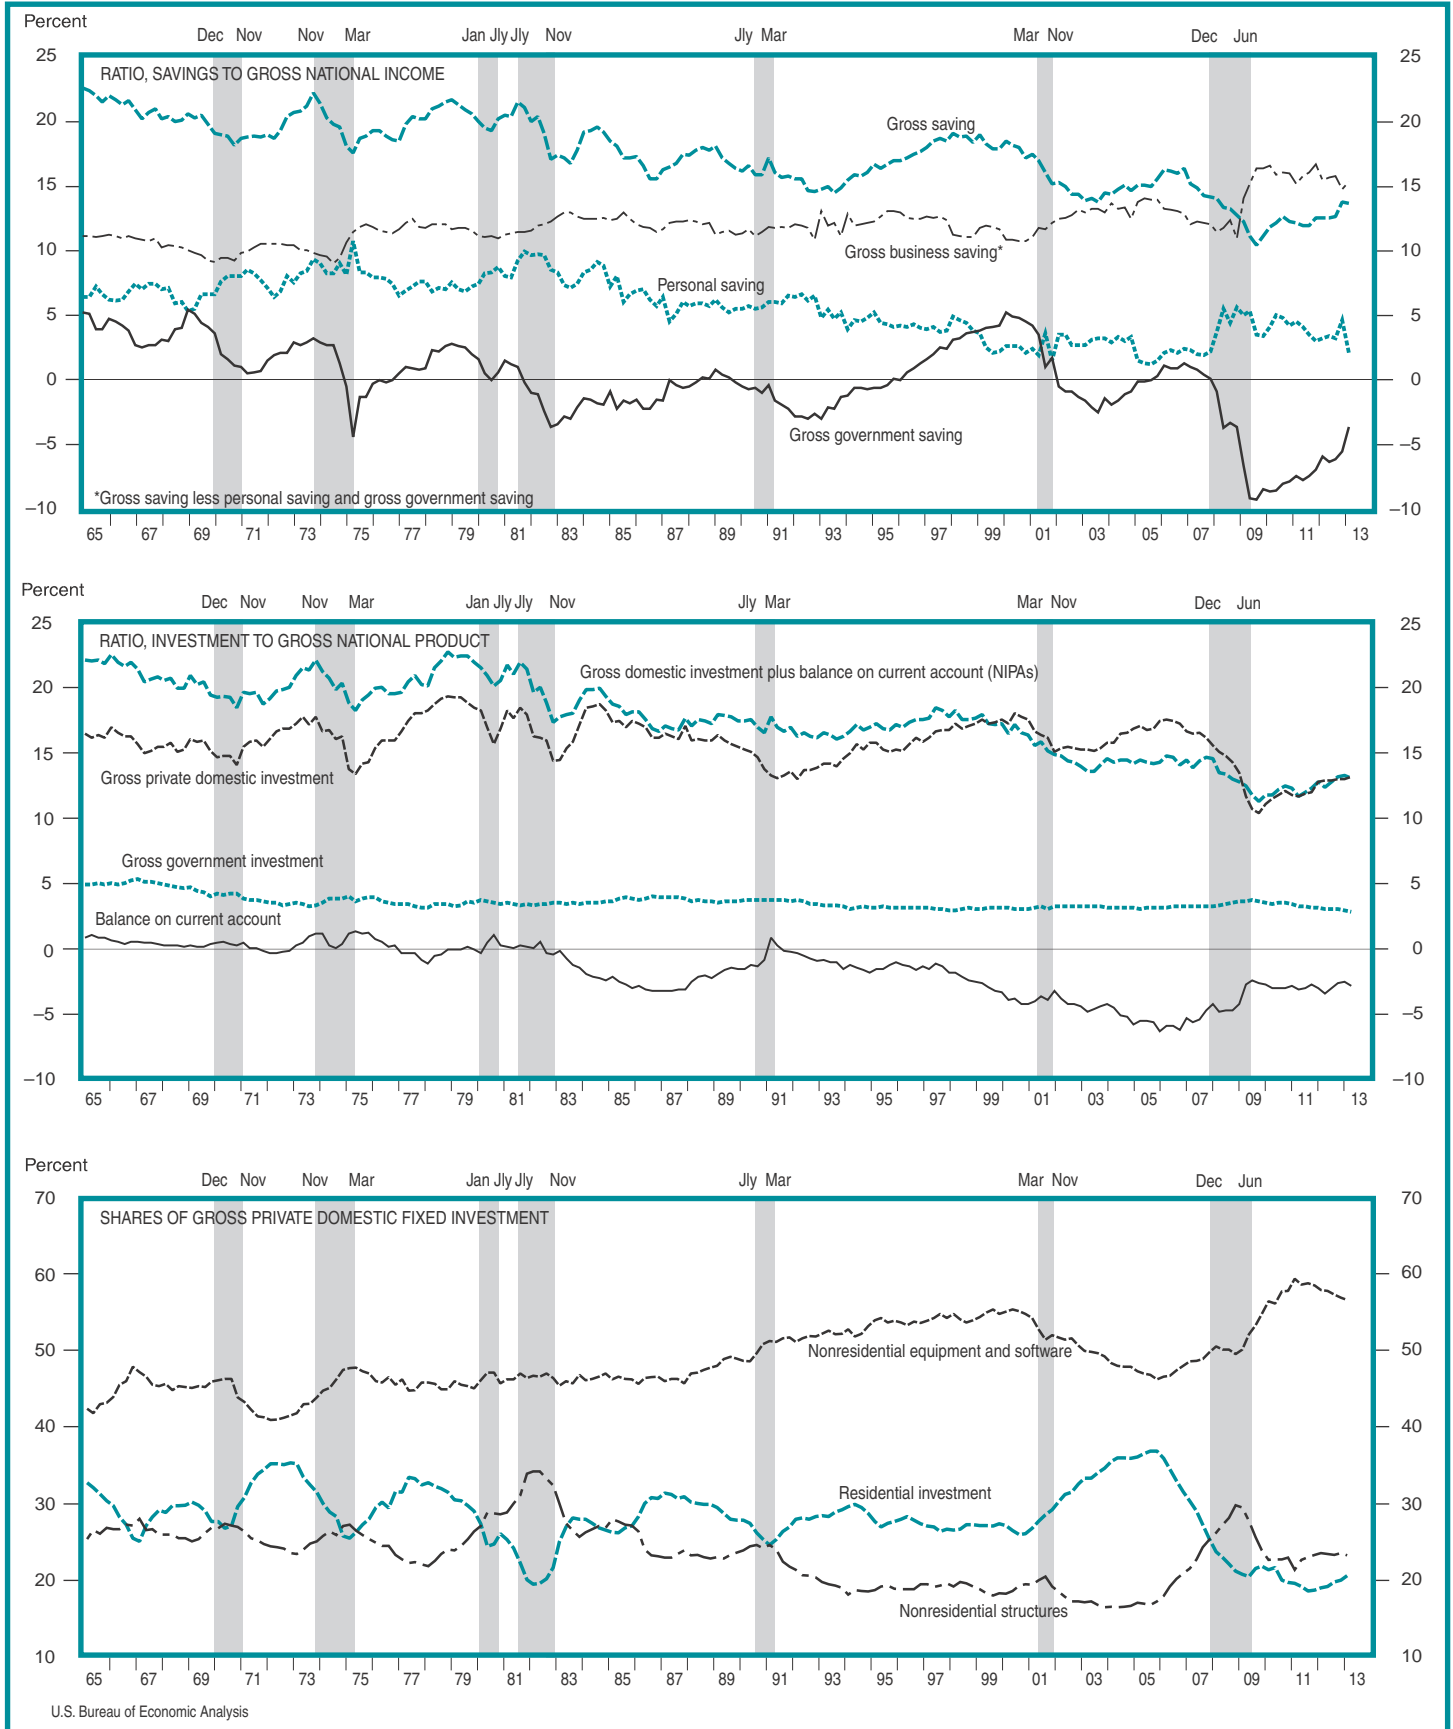 Percent
Dec Nov Nov Mar Jan Jly Jly Nov Jly Mar Mar Nov Dec Jun
25 25
RATIO, SAVINGS TO GROSS NATIONAL INCOME
20 Gross saving 20
15 15
10 Gross business saving* 10
Personal saving
5 5
0 0
Gross government saving
–5 –5
*Gross saving less personal saving and gross government saving
–10 –10
65 67 69 71 73 75 77 79 81 83 85 87 89 91 93 95 97 99 01 03 05 07 09 11 13
Percent
Dec Nov Nov Mar Jan Jly Jly Nov Jly Mar Mar Nov Dec Jun
25 25
RATIO, INVESTMENT TO GROSS NATIONAL PRODUCT
Gross domestic investment plus balance on current account (NIPAs)
20 20
15 15
Gross private domestic investment
10 10
Gross government investment
5 5
Balance on current account
0 0
–5 –5
–10 –10
65 67 69 71 73 75 77 79 81 83 85 87 89 91 93 95 97 99 01 03 05 07 09 11 13
Percent
Dec Nov Nov Mar Jan Jly Jly Nov Jly Mar Mar Nov Dec Jun
70 70
SHARES OF GROSS PRIVATE DOMESTIC FIXED INVESTMENT
60 60
50 Nonresidential equipment and software 50
40 40
Residential investment
30 30
20 20
Nonresidential structures
10 10
65 67 69 71 73 75 77 79 81 83 85 87 89 91 93 95 97 99 01 03 05 07 09 11 13
U.S. Bureau of Economic Analysis